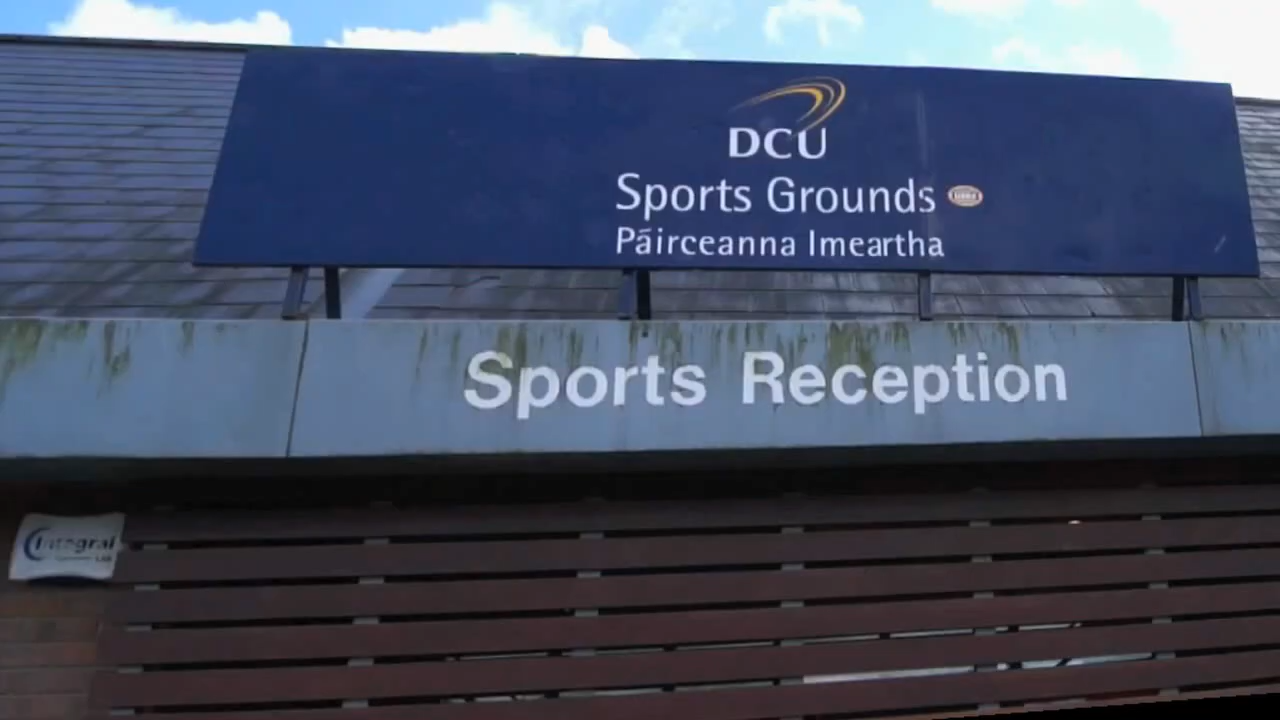 DCU
Sports Grounds
Páirceanna Imeartha
Sports Reception
Integral